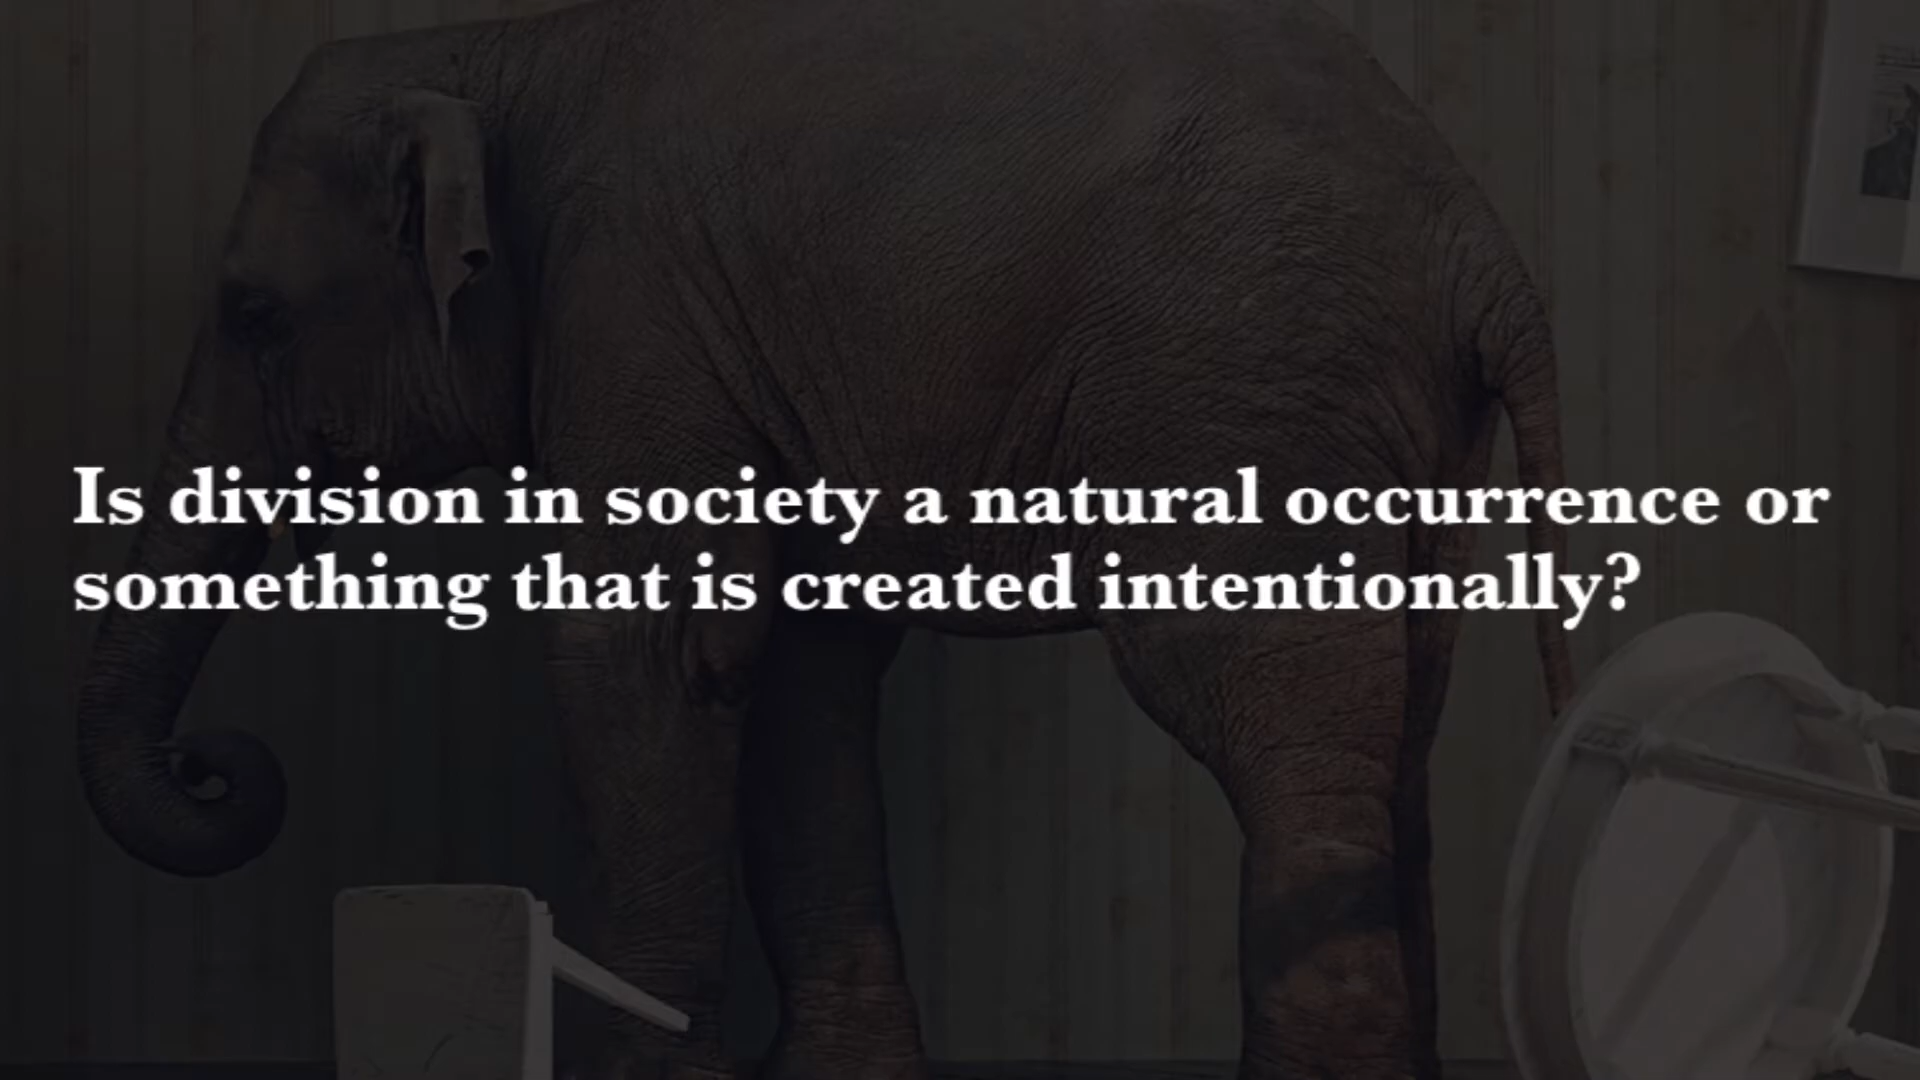 Is division in society a natural occurrence or
something that is created intentionally?